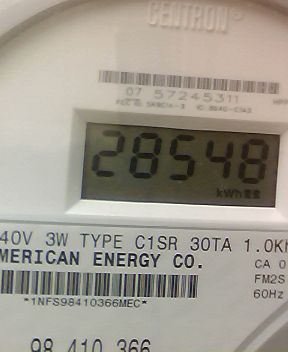 CENTRON®
07 57245311
28548
kWh
40V 3W TYPE C1SR 30TA 1.0K
MERICAN ENERGY CO.
CA 0
FM2S
*1NFS98410366MEC*
60Hz
98 410 366